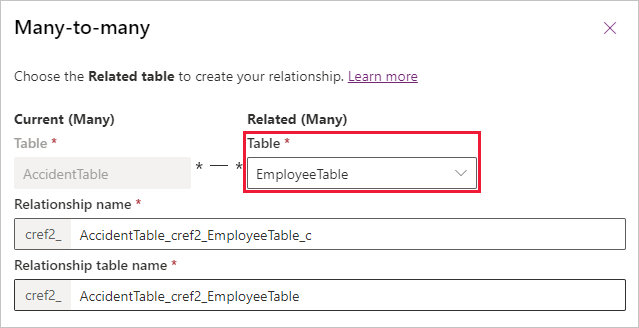 Many-to-many
Choose the Related table to create your relationship. Learn more
Current (Many) Related (Many)
Table * Table *
AccidentTable * — * EmployeeTable
Relationship name *
cref2_ AccidentTable_cref2_EmployeeTable_c
Relationship table name *
cref2_ AccidentTable_cref2_EmployeeTable